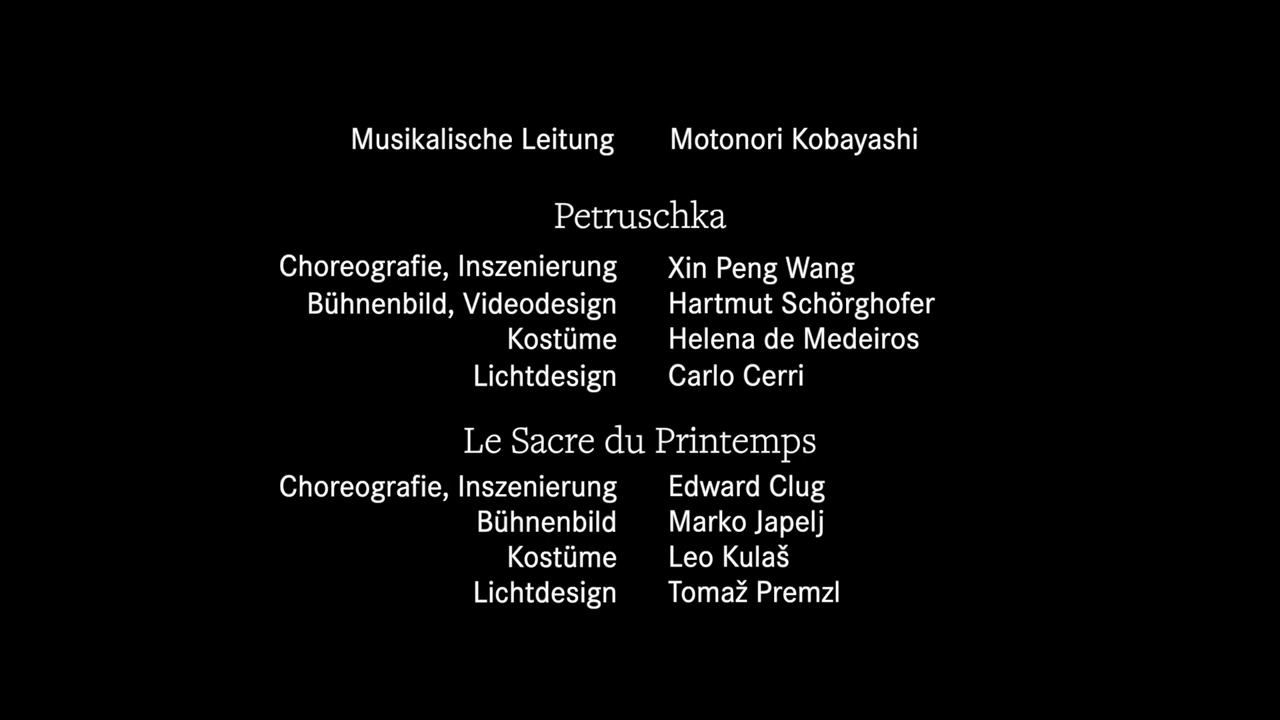 Musikalische Leitung Motonori Kobayashi
Petruschka
Choreografie, Inszenierung Xin Peng Wang
Bühnenbild, Videodesign Hartmut Schörghofer
Kostüme Helena de Medeiros
Lichtdesign Carlo Cerri
Le Sacre du Printemps
Choreografie, Inszenierung Edward Clug
Bühnenbild Marko Japelj
Kostüme Leo Kulaš
Lichtdesign Tomaž Premzl